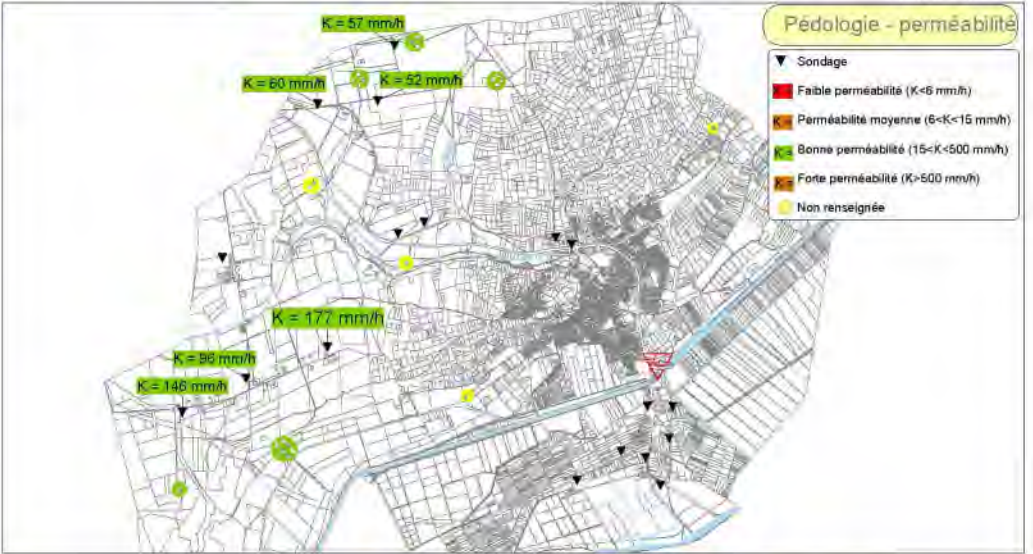 Pédologie - perméabilité
Sondage
Faible perméabilité (K<6 mm/h)
Perméabilité moyenne (6<K<15 mm/h)
Bonne perméabilité (15<K<500 mm/h)
Forte perméabilité (K>500 mm/h)
Non renseignée
K = 57 mm/h
K = 60 mm/h
K = 52 mm/h
K = 177 mm/h
K = 96 mm/h
K = 146 mm/h